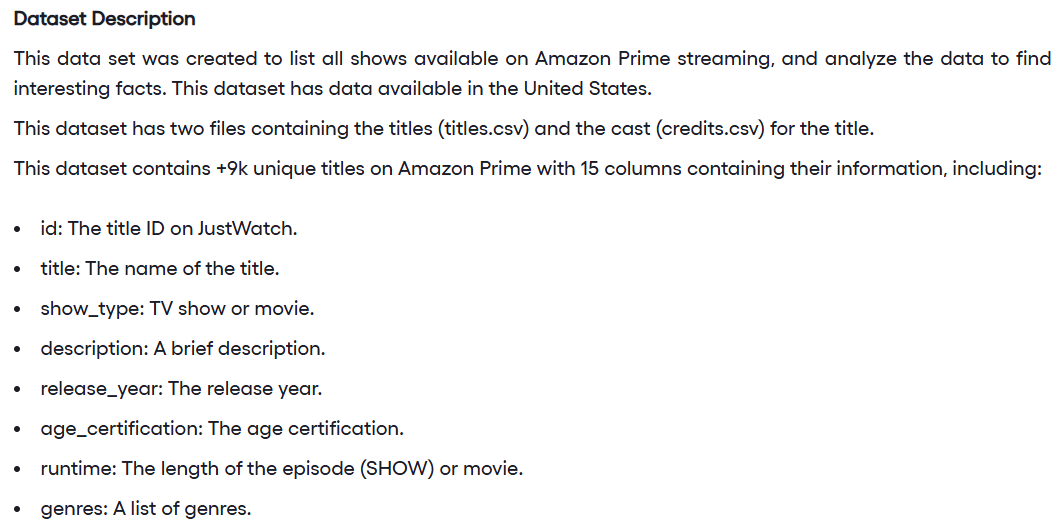 Dataset Description
This data set was created to list all shows available on Amazon Prime streaming, and analyze the data to find
interesting facts. This dataset has data available in the United States.
This dataset has two files containing the titles (titles.csv) and the cast (credits.csv) for the title.
This dataset contains +9k unique titles on Amazon Prime with 15 columns containing their information, including:
• id: The title ID on JustWatch.
• title: The name of the title.
• show_type: TV show or movie.
• description: A brief description.
• release_year: The release year.
• age_certification: The age certification.
• runtime: The length of the episode (SHOW) or movie.
• genres: A list of genres.